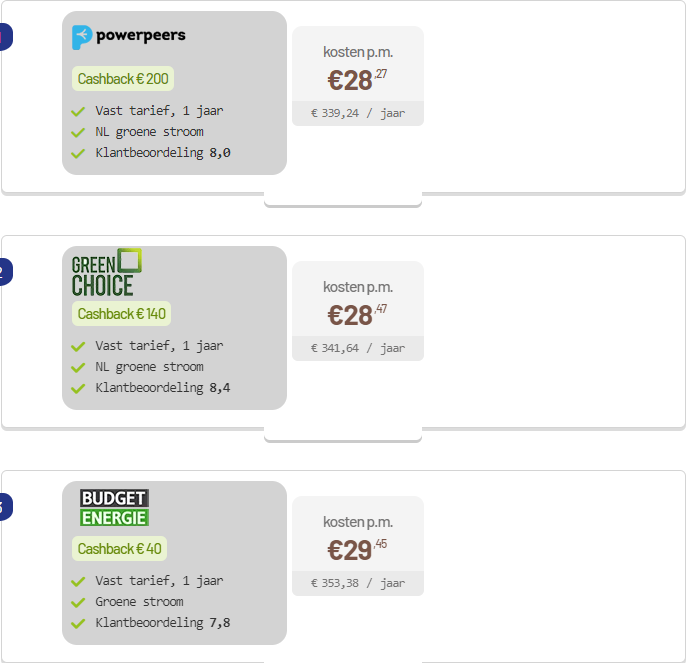 powerpeers
Cashback € 200
Vast tarief, 1 jaar
NL groene stroom
Klantbeoordeling 8,0
kosten p.m.
€28,27
€ 339,24 / jaar
2
GREEN
CHOICE
Cashback € 140
Vast tarief, 1 jaar
NL groene stroom
Klantbeoordeling 8,4
kosten p.m.
€28,47
€ 341,64 / jaar
3
BUDGET
ENERGIE
Cashback € 40
Vast tarief, 1 jaar
Groene stroom
Klantbeoordeling 7,8
kosten p.m.
€29,45
€ 353,38 / jaar